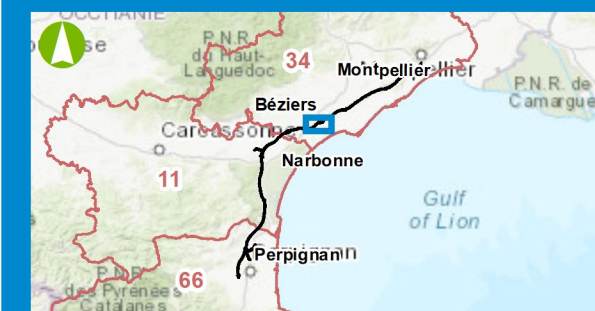 OCCITANIE
P.N.R.
du Haut-
Languedoc
34
Montpellier
P.N.R. de
Camargue
Béziers
Carcassonne
Narbonne
11
Gulf
of Lion
Perpignan
Perpignan
66
P.N.R.
des Pyrénées
Catalanes